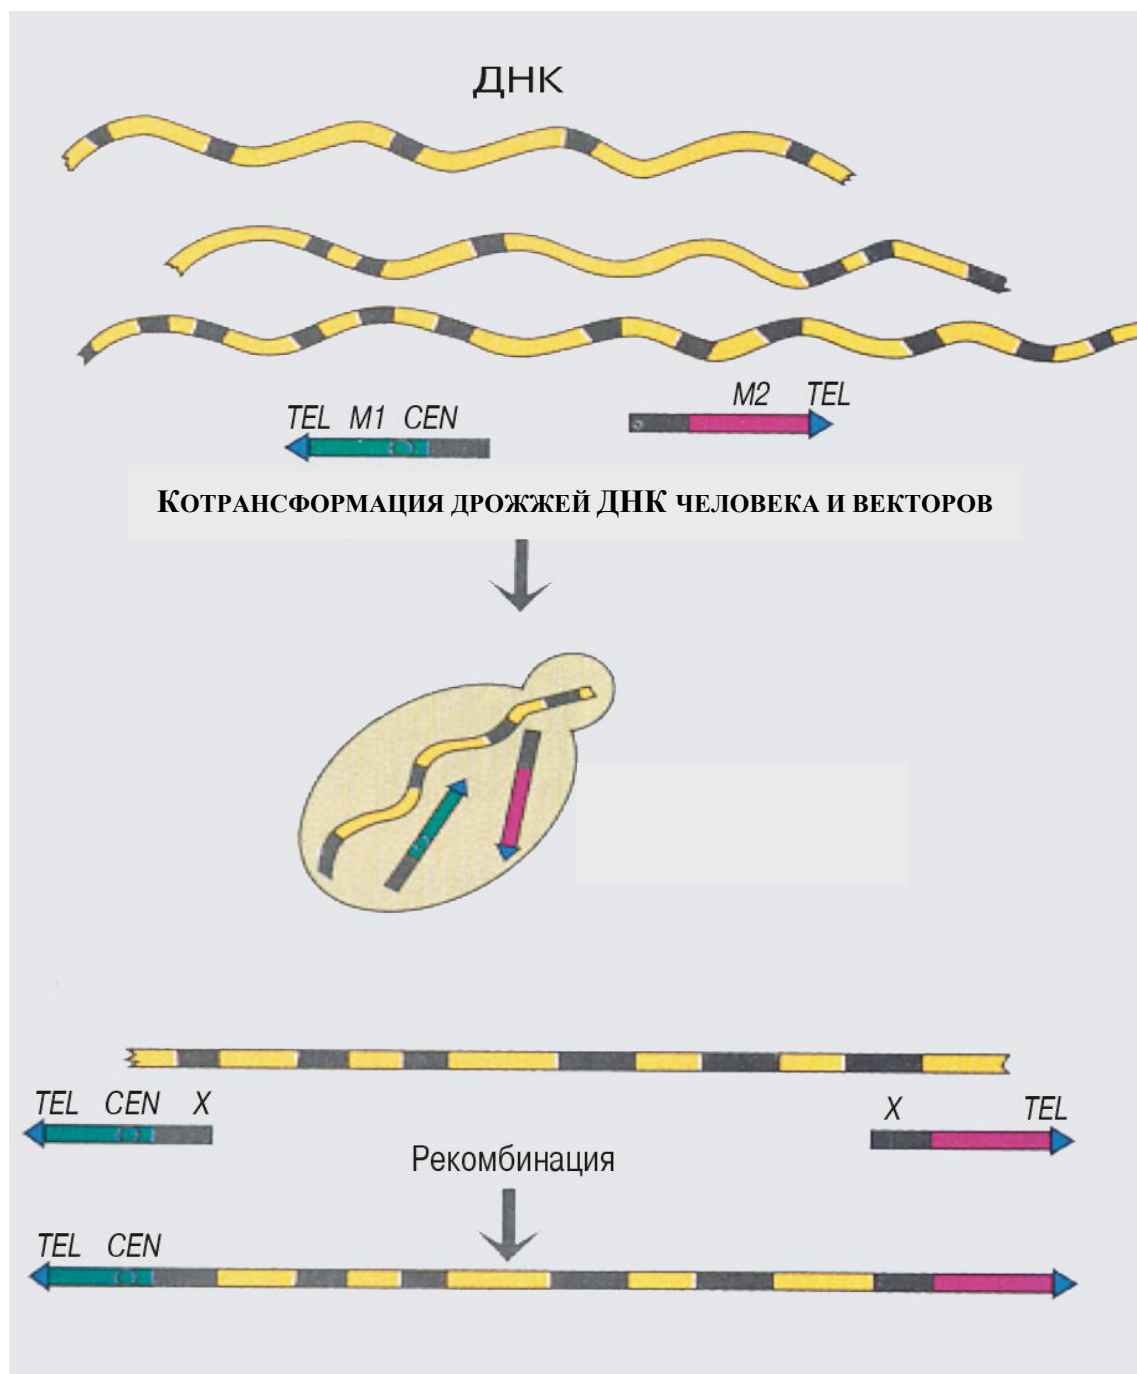 ДНК
TEL M1 CEN
M2 TEL
КОТРАНСФОРМАЦИЯ ДРОЖЖЕЙ ДНК ЧЕЛОВЕКА И ВЕКТОРОВ
TEL CEN X
X TEL
Рекомбинация
TEL CEN